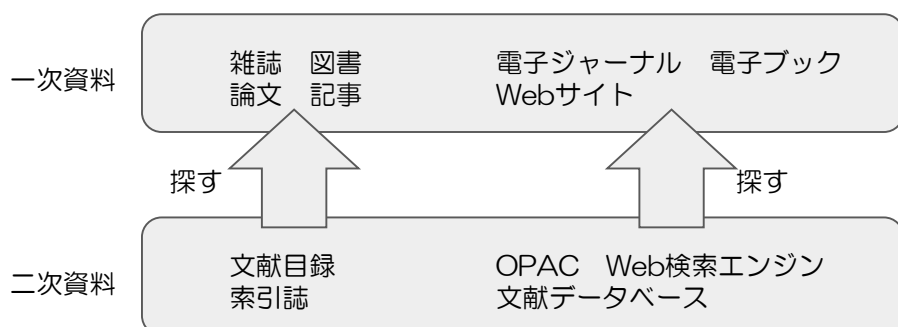 一次資料
雑誌　図書
論文　記事
電子ジャーナル　電子ブック
Webサイト
探す
探す
二次資料
文献目録
索引誌
OPAC　Web検索エンジン
文献データベース